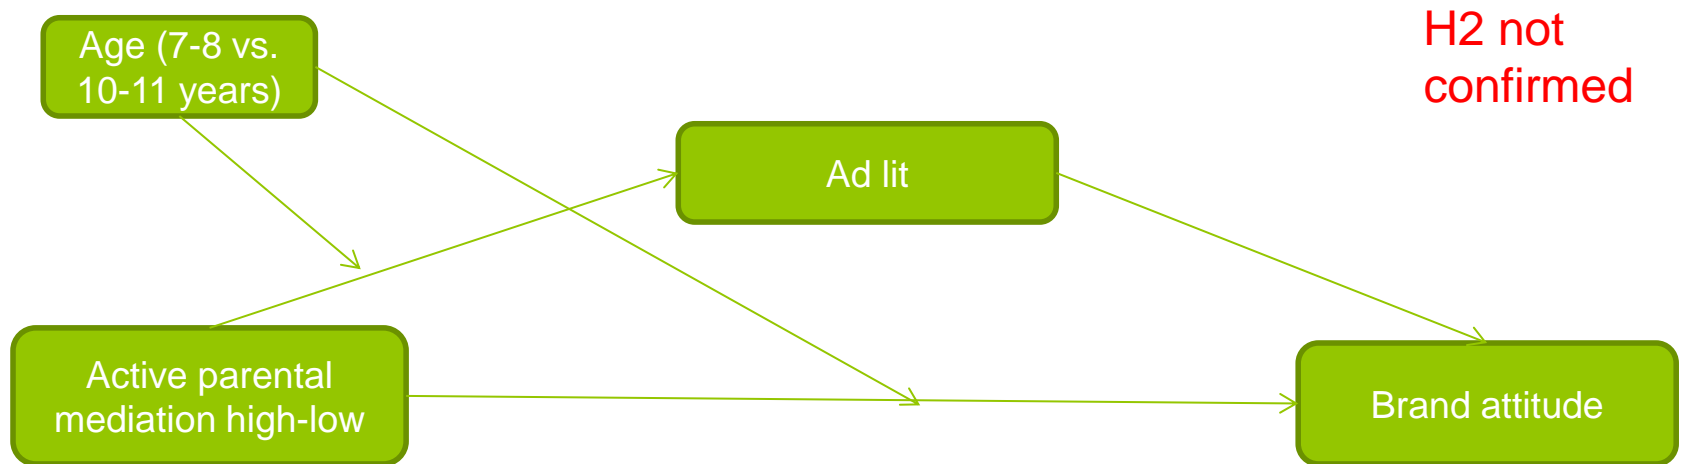 Age (7-8 vs.
10-11 years)
H2 not
confirmed
Ad lit
Active parental
mediation high-low
Brand attitude